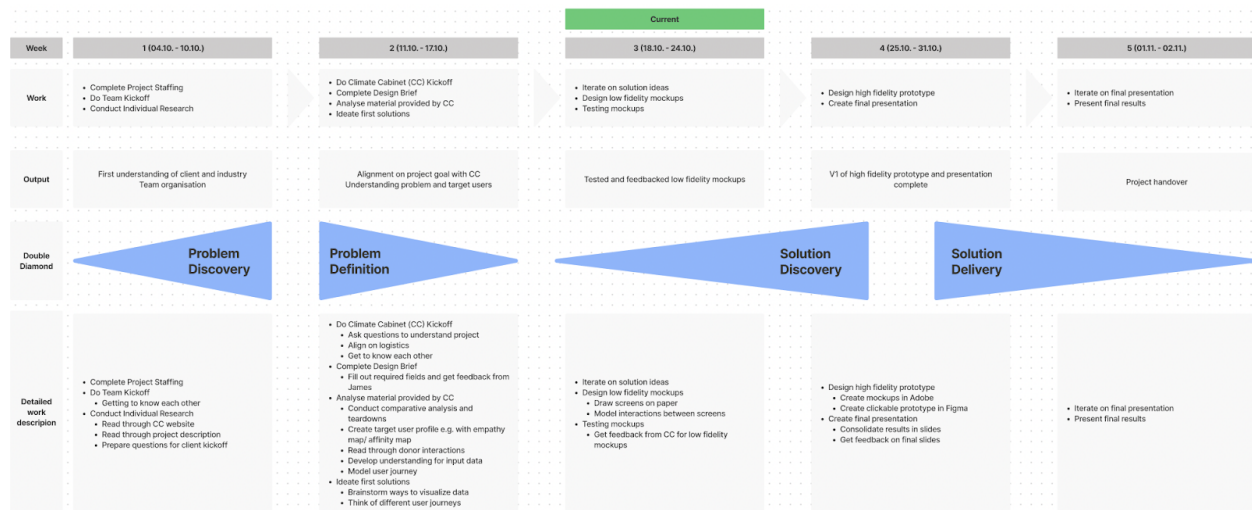 Current
Week
1 (04.10. - 10.10.)
2 (11.10. - 17.10.)
3 (18.10. - 24.10.)
4 (25.10. - 31.10.)
5 (01.11. - 02.11.)
Work
• Complete Project Staffing
• Do Team Kickoff
• Conduct Individual Research
• Do Climate Cabinet (CC) Kickoff
• Complete Design Brief
• Analyse material provided by CC
• Ideate first solutions
• Iterate on solution ideas
• Design low fidelity mockups
• Testing mockups
• Design high fidelity prototype
• Create final presentation
• Iterate on final presentation
• Present final results
Output
First understanding of client and industry
Team organisation
Alignment on project goal with CC
Understanding problem and target users
Tested and feedbacked low fidelity mockups
V1 of high fidelity prototype and presentation
complete
Project handover
Double
Diamond
Problem
Discovery
Problem
Definition
Solution
Discovery
Solution
Delivery
Detailed
work
descripion
• Complete Project Staffing
• Do Team Kickoff
• Getting to know each other
• Conduct Individual Research
• Read through CC website
• Read through project description
• Prepare questions for client kickoff
• Do Climate Cabinet (CC) Kickoff
• Ask questions to understand project
• Align on logistics
• Get to know each other
• Complete Design Brief
• Fill out required fields and get feedback from
James
• Analyse material provided by CC
• Conduct comparative analysis and
teardowns
• Create target user profile e.g. with empathy
map/ affinity map
• Read through donor interactions
• Develop understanding for input data
• Model user journey
• Ideate first solutions
• Brainstorm ways to visualize data
• Think of different user journeys
• Iterate on solution ideas
• Design low fidelity mockups
• Draw screens on paper
• Model interactions between screens
• Testing mockups
• Get feedback from CC for low fidelity
mockups
• Design high fidelity prototype
• Create mockups in Adobe
• Create clickable prototype in Figma
• Create final presentation
• Consolidate results in slides
• Get feedback on final slides
• Iterate on final presentation
• Present final results